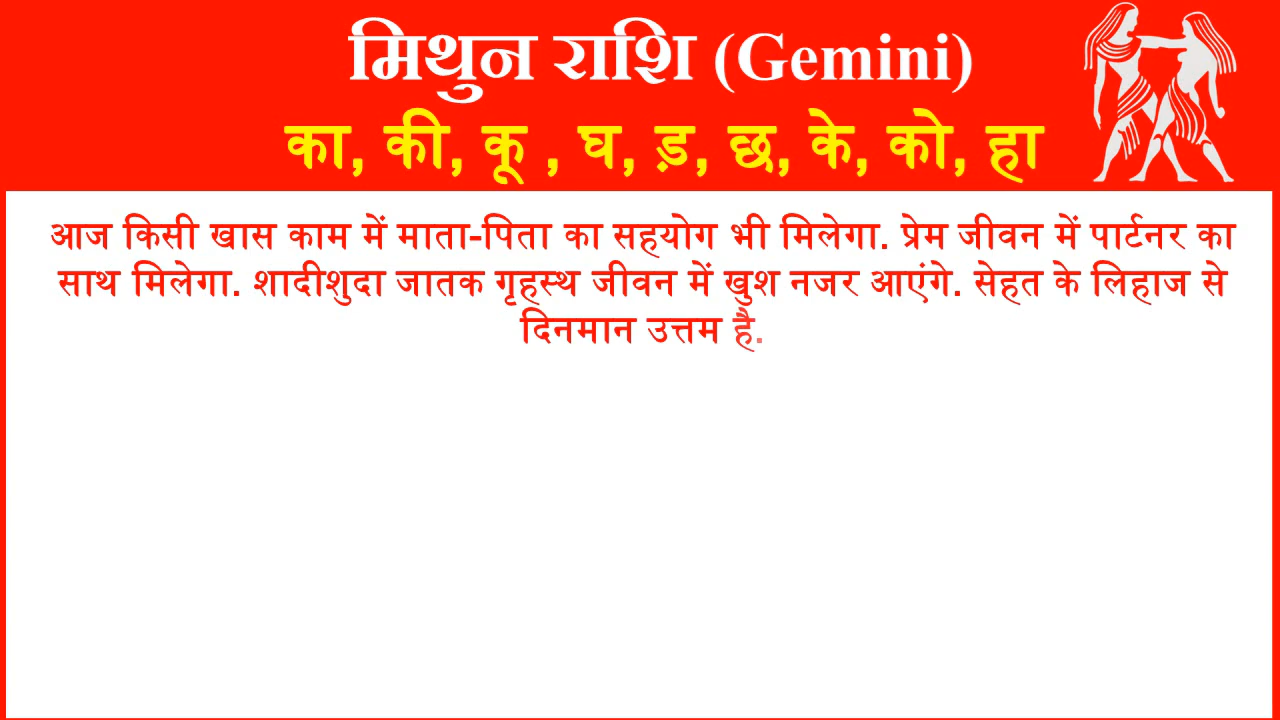 मिथुन राशि (Gemini)
का, की, कू , घ, ड़, छ, के, को, हा
आज किसी खास काम में माता-पिता का सहयोग भी मिलेगा. प्रेम जीवन में पार्टनर का
साथ मिलेगा. शादीशुदा जातक गृहस्थ जीवन में खुश नजर आएंगे. सेहत के लिहाज से
दिनमान उत्तम है.